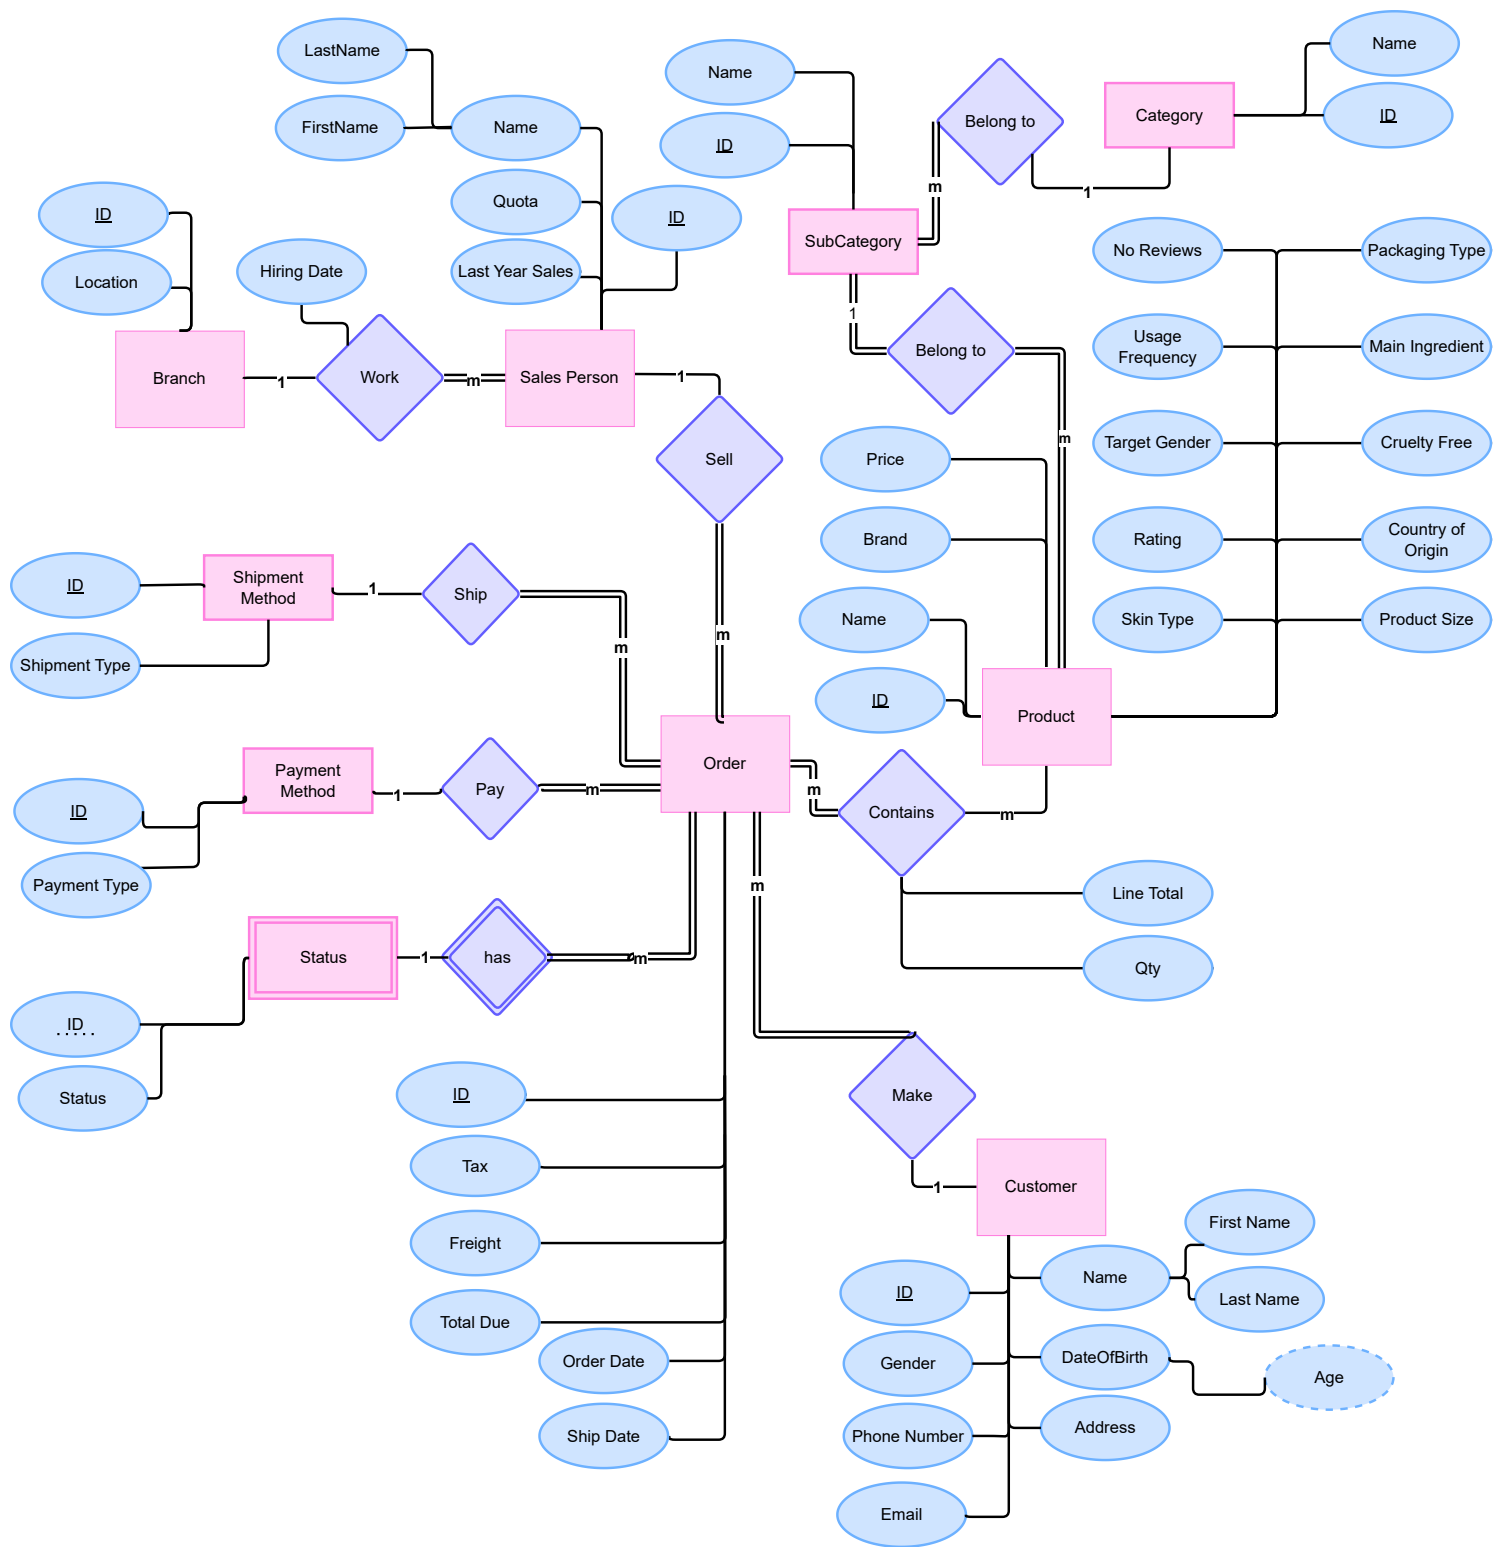 LastName
FirstName
Name
Quota
Last Year Sales
ID
ID
Location
Hiring Date
Branch
1
Work
m
Sales Person
1
Sell
m
Name
ID
SubCategory
m
Belong to
1
Category
Name
ID
1
Belong to
m
No Reviews
Packaging Type
Usage
Frequency
Main Ingredient
Target Gender
Cruelty Free
Rating
Country of
Origin
Skin Type
Product Size
Price
Brand
Name
ID
Product
ID
Shipment
Method
Shipment Type
1
Ship
m
ID
Payment
Method
Payment Type
1
Pay
m
Order
m
Contains
m
Line Total
Qty
Status
1
has
m
ID
Status
m
Make
1
Customer
ID
Tax
Freight
Total Due
Order Date
Ship Date
ID
Gender
Phone Number
Email
Name
First Name
Last Name
DateOfBirth
Age
Address